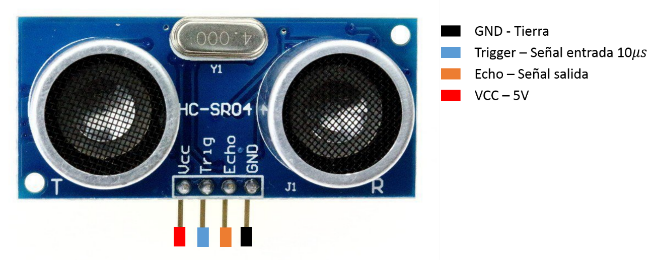 4.000
Y1
HC-SR04
Vcc
Trig
Echo
GND
T
J1
R
GND - Tierra
Trigger – Señal entrada 10μs
Echo – Señal salida
VCC – 5V